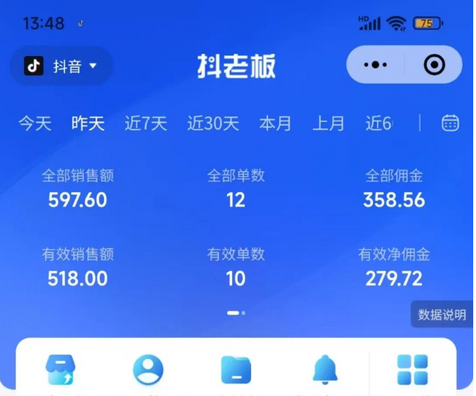 13:48 HD 75
抖音 抖老板
今天 昨天 近7天 近30天 本月 上月 近6
全部销售额 全部单数 全部佣金
597.60 12 358.56
有效销售额 有效单数 有效净佣金
518.00 10 279.72
数据说明